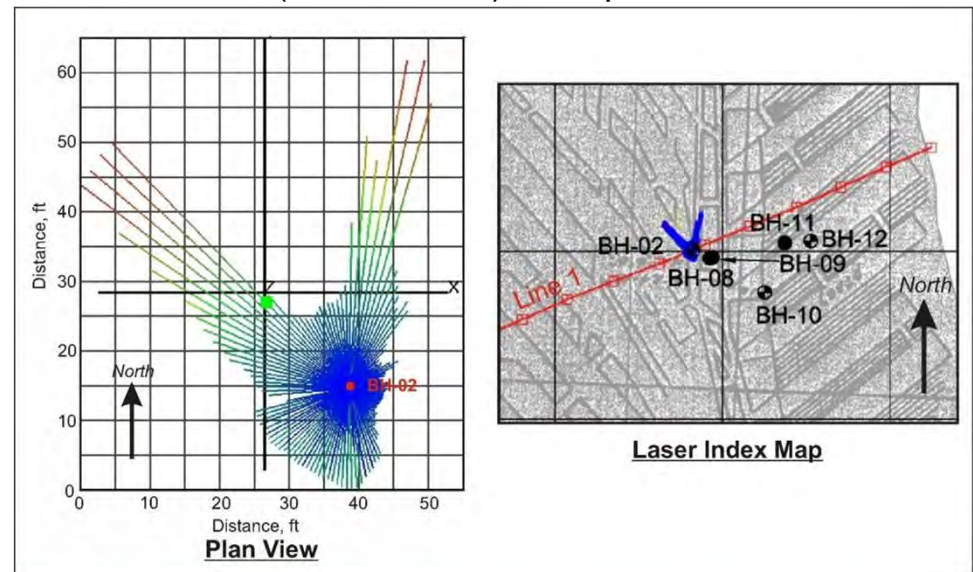 60
50
40
30
20
10
0
Distance, ft
North
Y
X
BH-02
0 10 20 30 40 50
Distance, ft
Plan View
Line 1
BH-02
BH-08
BH-11
BH-12
BH-09
BH-10
North
Laser Index Map